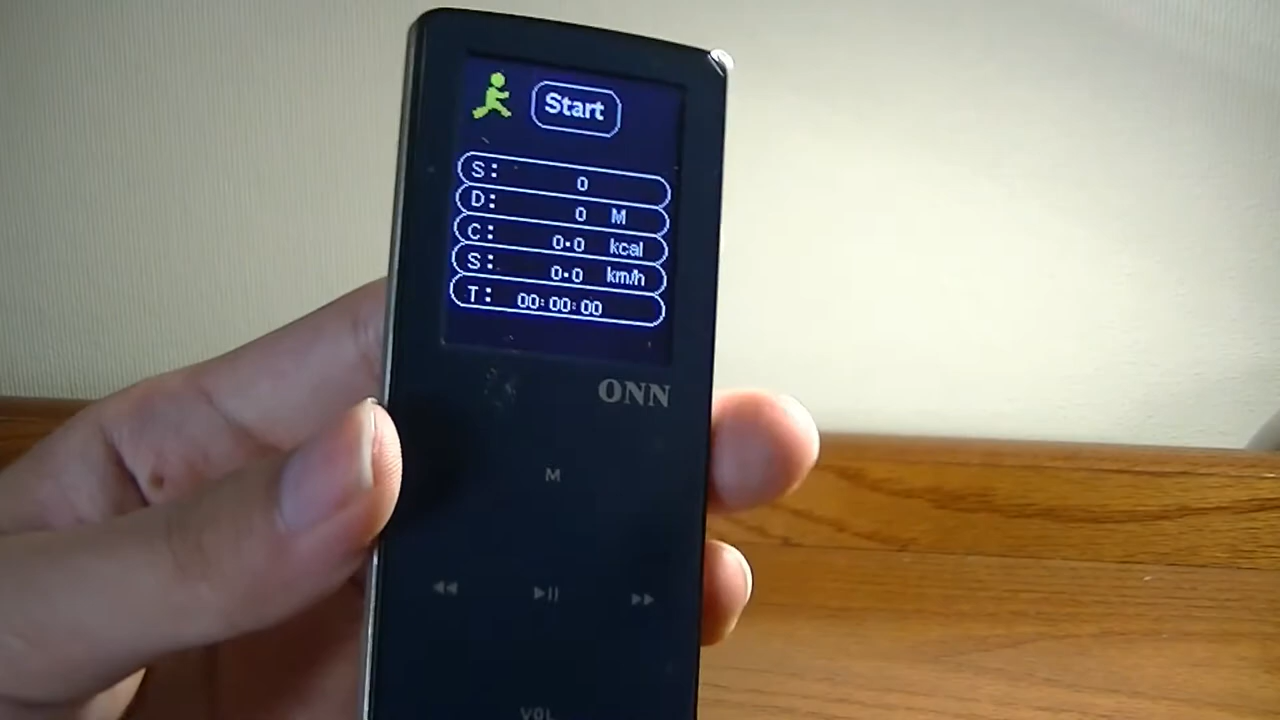 Start
S: 0
D: 0 M
C: 0.0 kcal
S: 0.0 km/h
T: 00:00:00
ONN
M
VOL